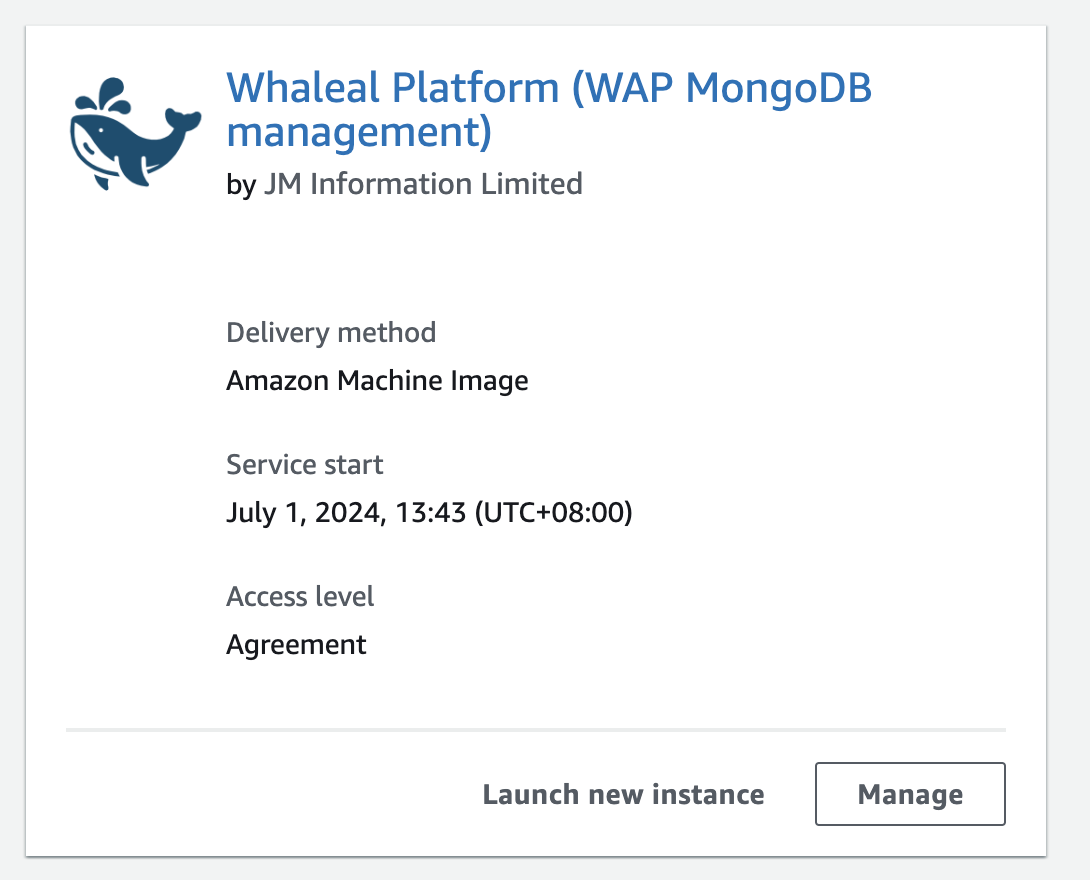 Whaleal Platform (WAP MongoDB
management)
by JM Information Limited
Delivery method
Amazon Machine Image
Service start
July 1, 2024, 13:43 (UTC+08:00)
Access level
Agreement
Launch new instance
Manage